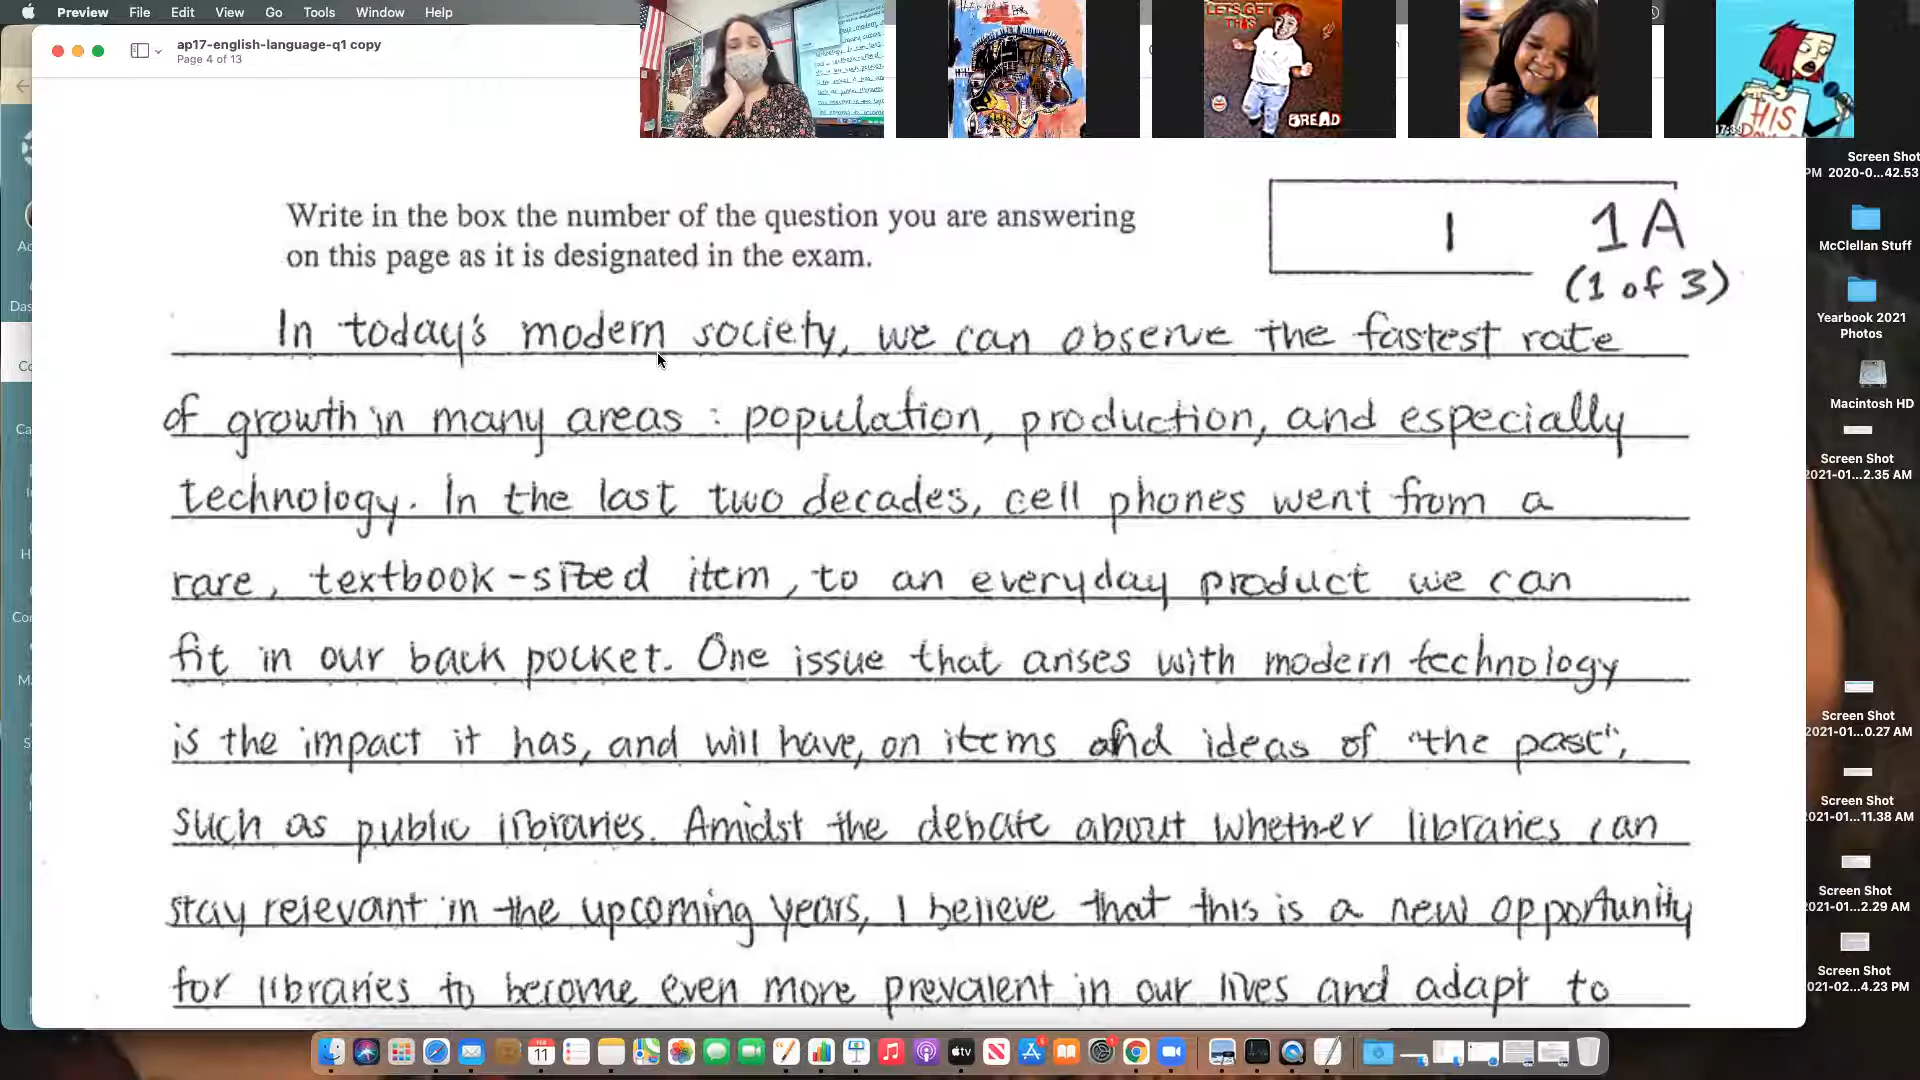 Preview File Edit View Go Tools Window Help
ap17-english-language-q1 copy
Page 4 of 13
LETS GET
THIS
BREAD
HIS
17:39
Write in the box the number of the question you are answering
on this page as it is designated in the exam.
1
1A
(1 of 3)
In today's modern society, we can observe the fastest rate
of growth in many areas : population, production, and especially
technology. In the last two decades, cell phones went from a
rare, textbook-sized item, to an everyday product we can
fit in our back pocket. One issue that arises with modern technology
is the impact it has, and will have, on items and ideas of "the past",
such as public libraries. Amidst the debate about whether libraries can
stay relevant in the upcoming years, I believe that this is a new opportunity
for libraries to become even more prevalent in our lives and adapt to
Screen Shot
PM 2020-0...42.53
McClellan Stuff
Yearbook 2021
Photos
Macintosh HD
Screen Shot
2021-01...2.35 AM
Screen Shot
2021-01...0.27 AM
Screen Shot
2021-01...11.38 AM
Screen Shot
2021-01...2.29 AM
Screen Shot
2021-02...4.23 PM
FEB
11
tv